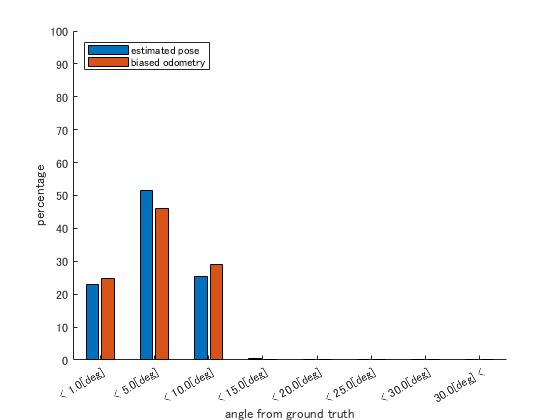 100
90
80
70
60
50
40
30
20
10
0
percentage
estimated pose
biased odometry
< 1.0[deg]
< 5.0[deg]
< 10.0[deg]
< 15.0[deg]
< 20.0[deg]
< 25.0[deg]
< 30.0[deg]
30.0[deg] <
angle from ground truth